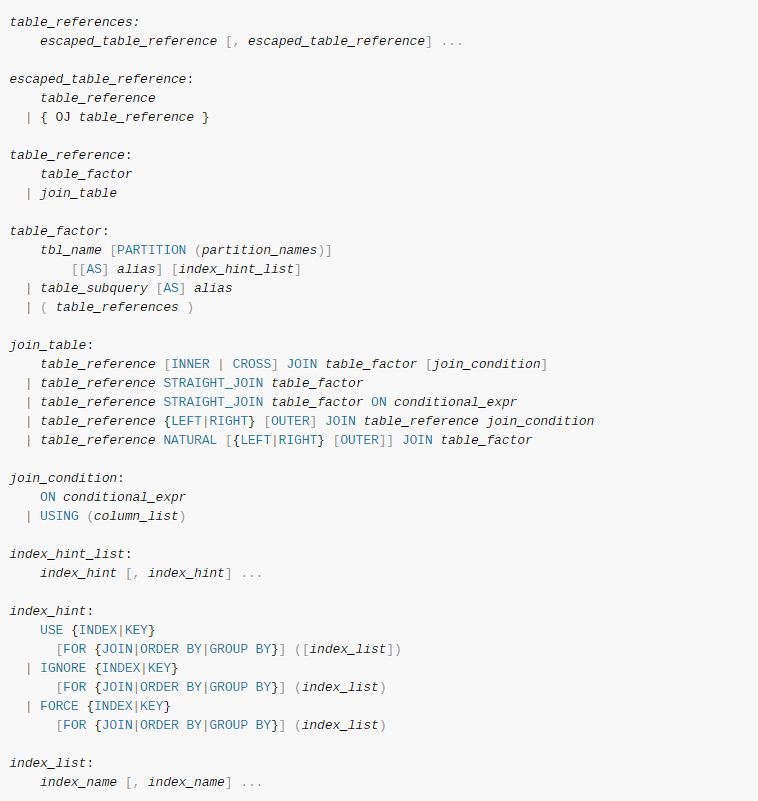 table_references:
    escaped_table_reference [, escaped_table_reference] ...

escaped_table_reference:
    table_reference
  | { OJ table_reference }

table_reference:
    table_factor
  | join_table

table_factor:
    tbl_name [PARTITION (partition_names)]
        [[AS] alias] [index_hint_list]
  | table_subquery [AS] alias
  | ( table_references )

join_table:
    table_reference [INNER | CROSS] JOIN table_factor [join_condition]
  | table_reference STRAIGHT_JOIN table_factor
  | table_reference STRAIGHT_JOIN table_factor ON conditional_expr
  | table_reference {LEFT|RIGHT} [OUTER] JOIN table_reference join_condition
  | table_reference NATURAL [{LEFT|RIGHT} [OUTER]] JOIN table_factor

join_condition:
    ON conditional_expr
  | USING (column_list)

index_hint_list:
    index_hint [, index_hint] ...

index_hint:
    USE {INDEX|KEY}
      [FOR {JOIN|ORDER BY|GROUP BY}] ([index_list])
  | IGNORE {INDEX|KEY}
      [FOR {JOIN|ORDER BY|GROUP BY}] (index_list)
  | FORCE {INDEX|KEY}
      [FOR {JOIN|ORDER BY|GROUP BY}] (index_list)

index_list:
    index_name [, index_name] ...